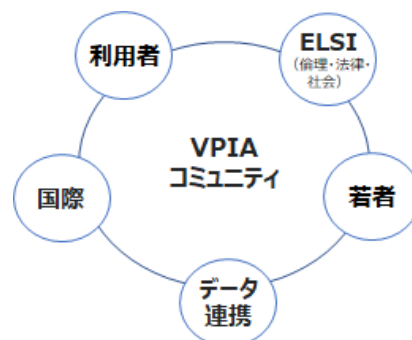 利用者
ELSI
(倫理・法律・
社会)
VPIA
コミュニティ
国際
若者
データ
連携